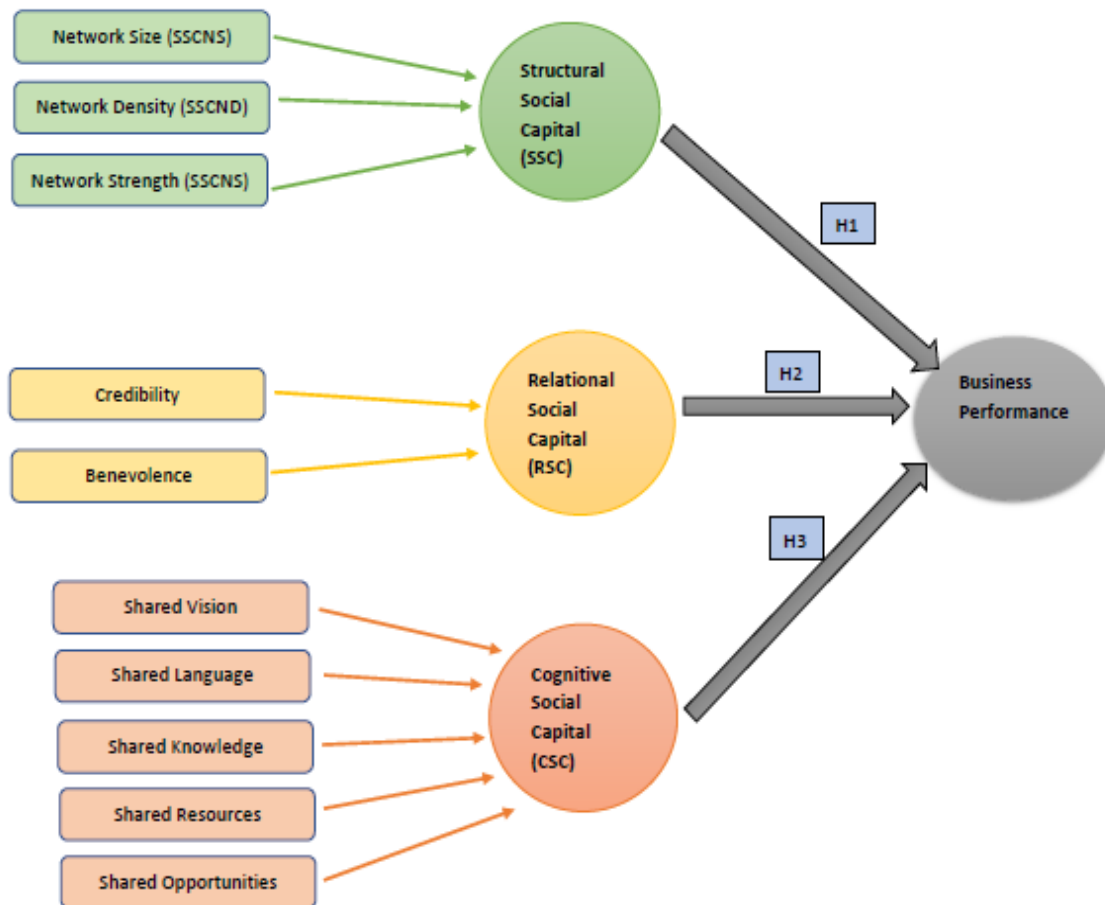 Network Size (SSCNS)
Network Density (SSCND)
Network Strength (SSCNS)
Structural
Social
Capital
(SSC)
H1
Credibility
Benevolence
Relational
Social
Capital
(RSC)
H2
Business
Performance
H3
Shared Vision
Shared Language
Shared Knowledge
Shared Resources
Shared Opportunities
Cognitive
Social
Capital
(CSC)